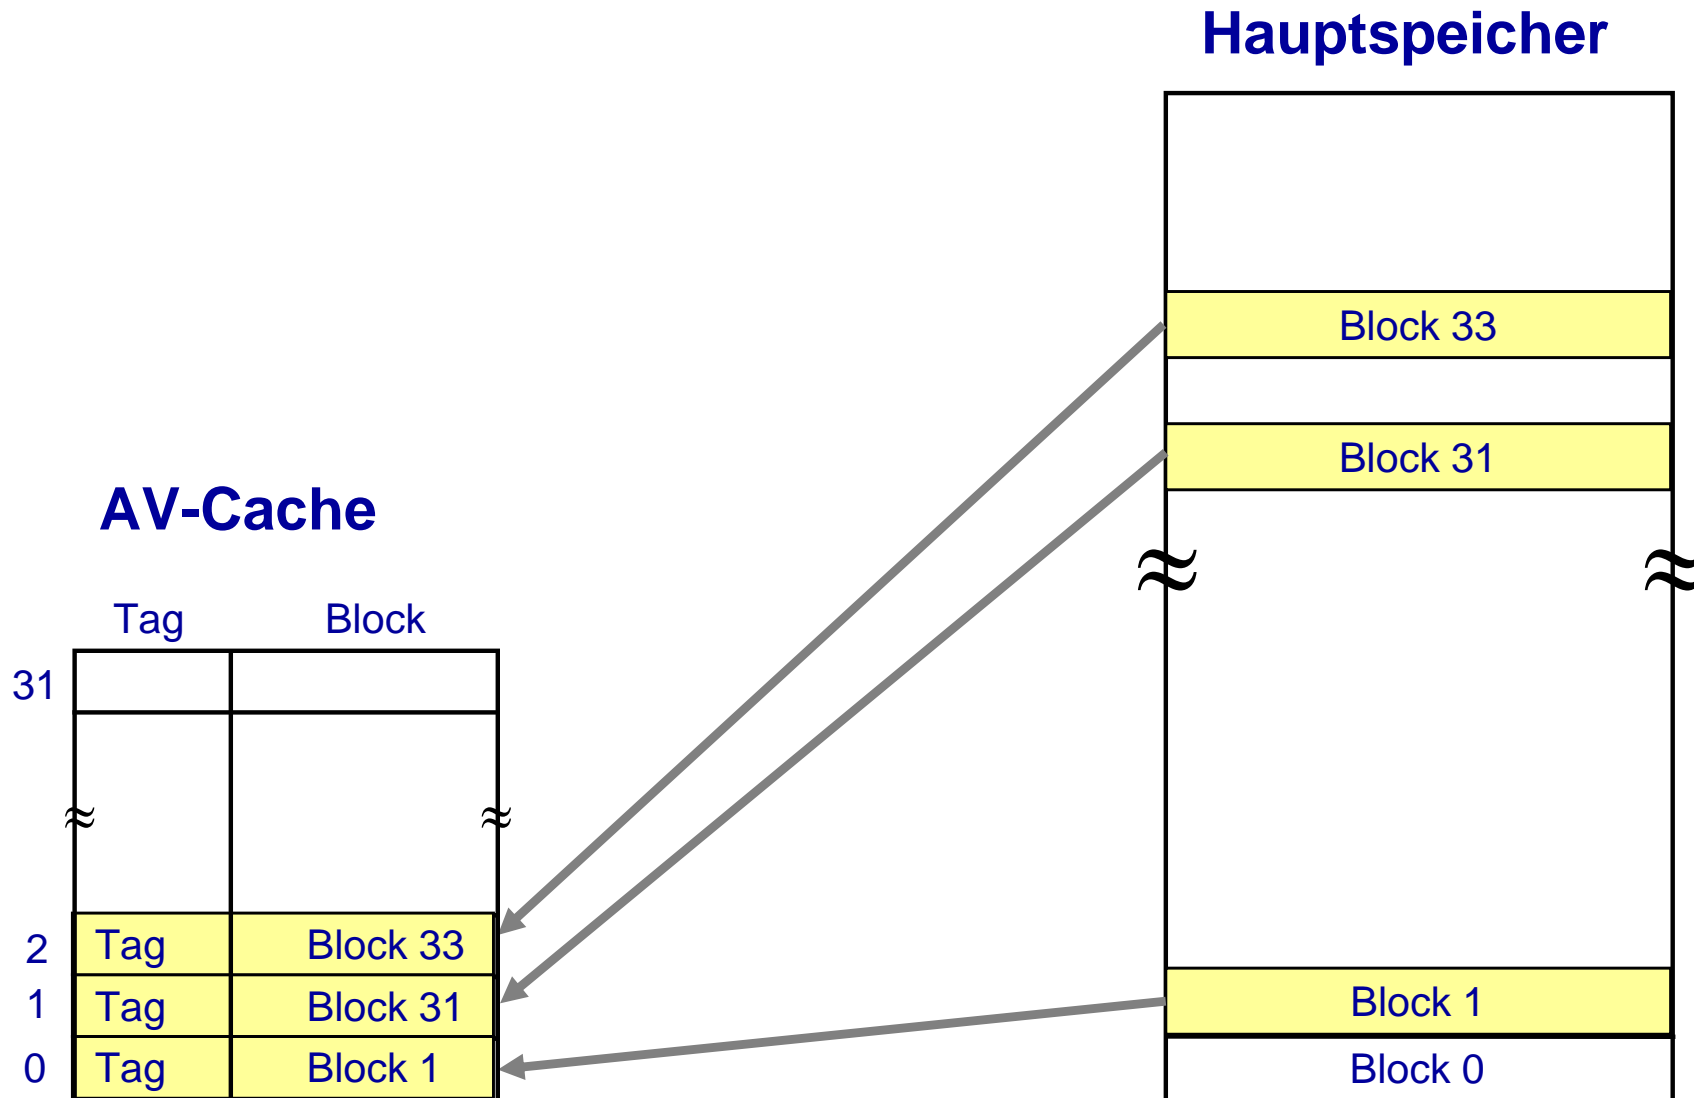 Hauptspeicher
Block 33
Block 31
Block 1
Block 0
AV-Cache
Tag Block
31
2 Tag Block 33
1 Tag Block 31
0 Tag Block 1